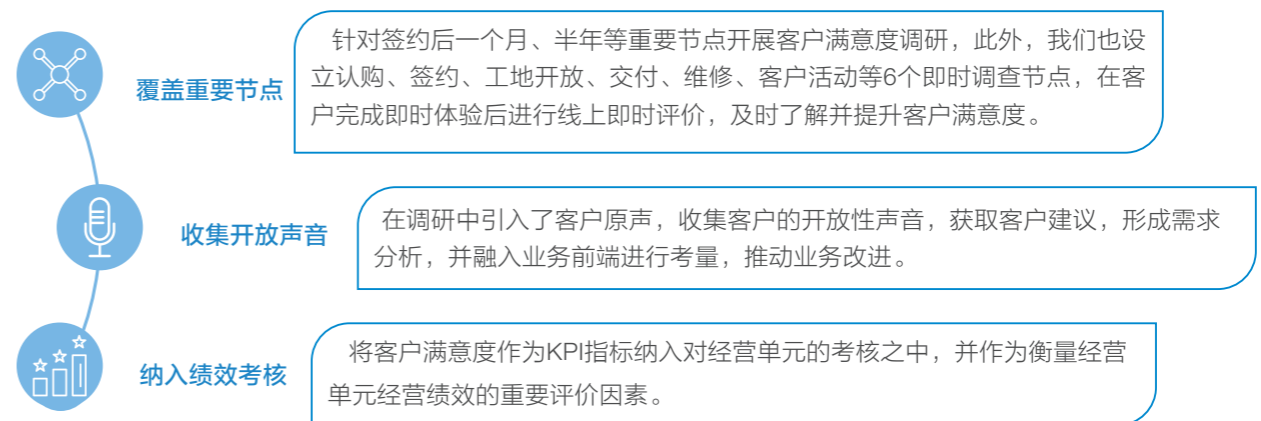 覆盖重要节点
针对签约后一个月、半年等重要节点开展客户满意度调研，此外，我们也设
立认购、签约、工地开放、交付、维修、客户活动等6个即时调查节点，在客
户完成即时体验后进行线上即时评价，及时了解并提升客户满意度。
收集开放声音
在调研中引入了客户原声，收集客户的开放性声音，获取客户建议，形成需求
分析，并融入业务前端进行考量，推动业务改进。
纳入绩效考核
将客户满意度作为KPI指标纳入对经营单元的考核之中，并作为衡量经营
单元经营绩效的重要评价因素。